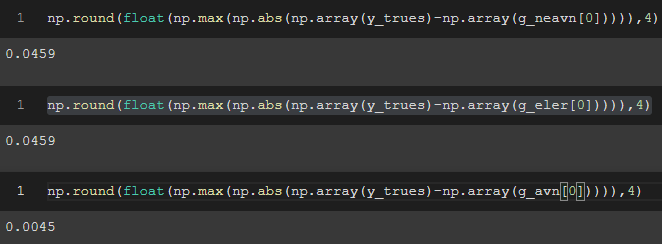 1 np.round(float(np.max(np.abs(np.array(y_trues)-np.array(g_neavn[0])))),4)
0.0459
1 np.round(float(np.max(np.abs(np.array(y_trues)-np.array(g_eler[0])))),4)
0.0459
1 np.round(float(np.max(np.abs(np.array(y_trues)-np.array(g_avn[0])))),4)
0.0045